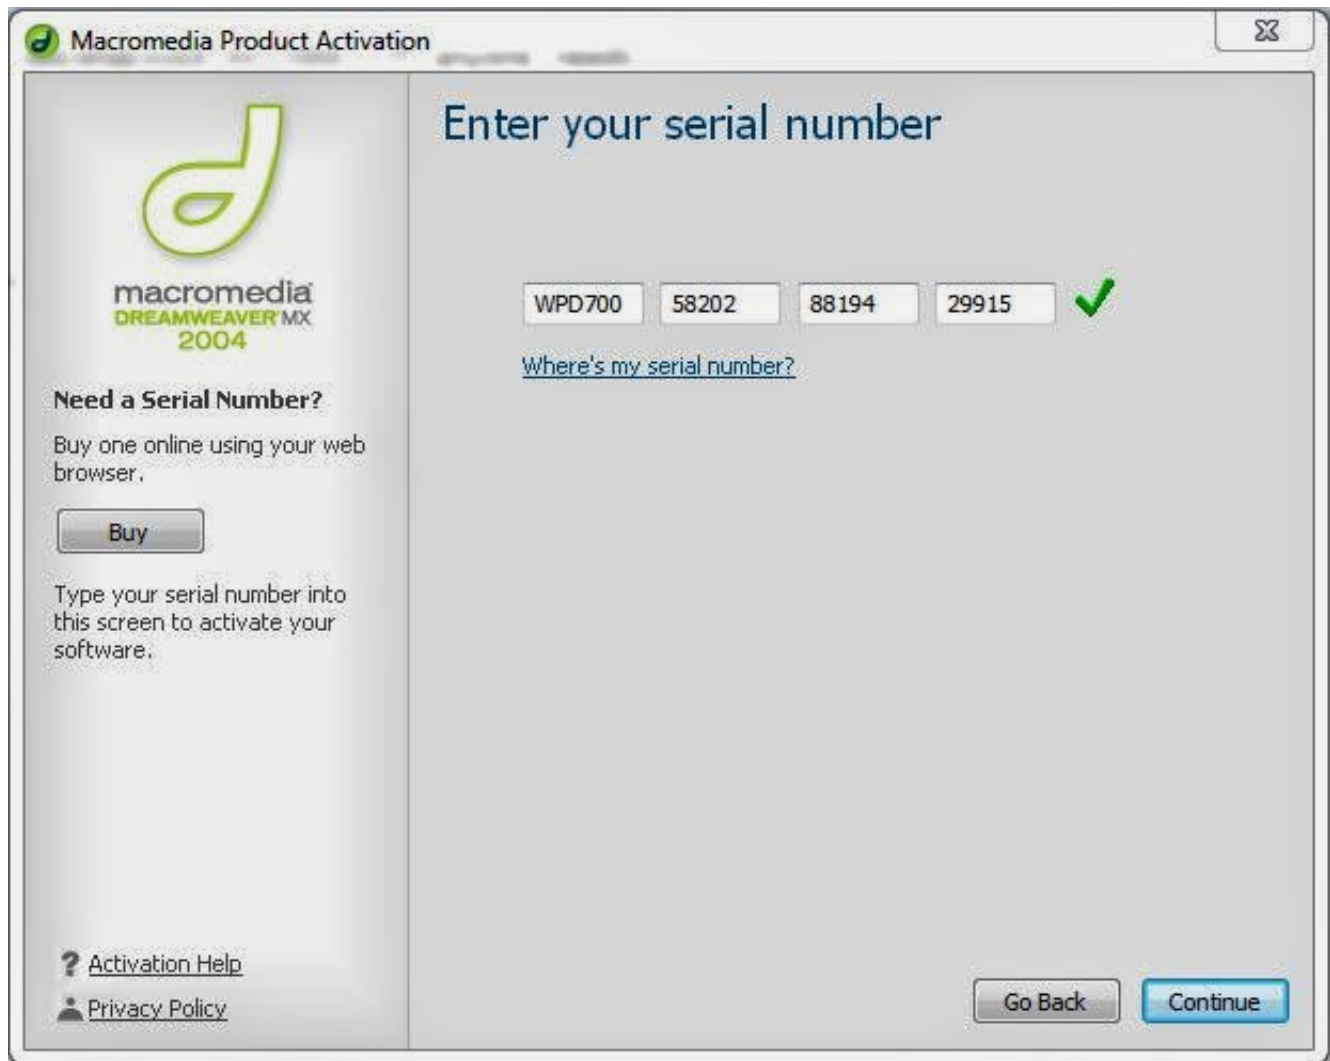 Macromedia Product Activation
macromedia
DREAMWEAVER MX
2004
Need a Serial Number?
Buy one online using your web
browser.
Buy
Type your serial number into
this screen to activate your
software.
? Activation Help
Privacy Policy
Enter your serial number
WPD700 58202 88194 29915
Where's my serial number?
Go Back Continue